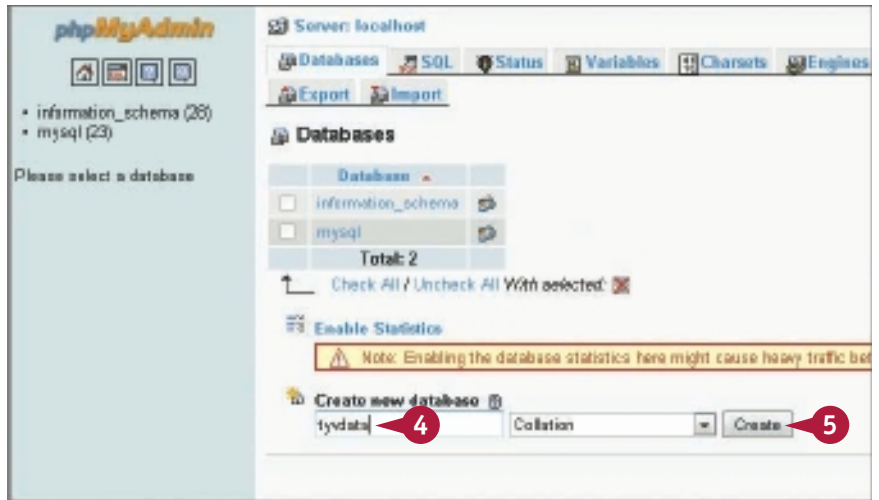 phpMyAdmin
information_schema (28)
mysql (23)
Please select a database
Server: localhost
Databases SQL Status Variables Charsets Engines
Export Import
Databases
Database
information_schema
mysql
Total: 2
Check All / Uncheck All With selected:
Enable Statistics
Note: Enabling the database statistics here might cause heavy traffic bet
Create new database
tyvdata 4 Collation Create 5